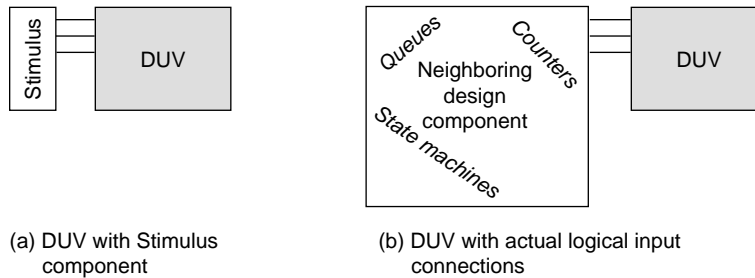 Stimulus
DUV
Queues
Counters
Neighboring
design
component
State machines
DUV
(a) DUV with Stimulus
component
(b) DUV with actual logical input
connections